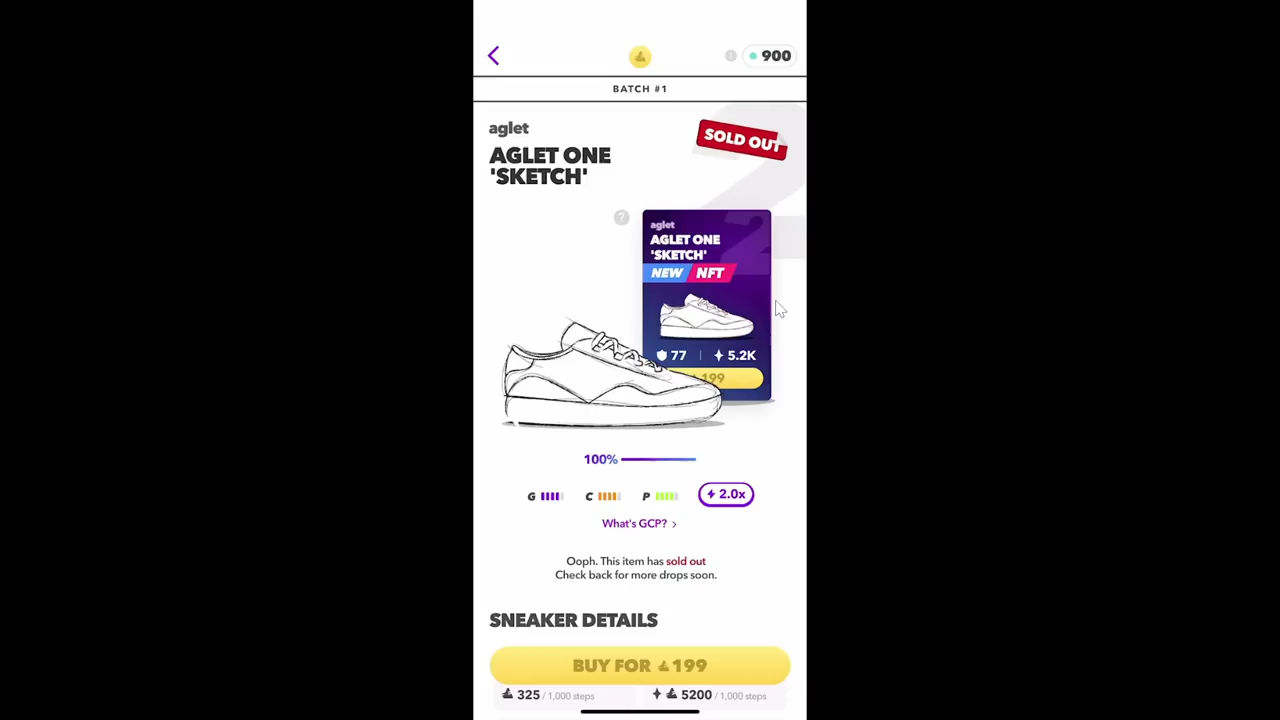 900
BATCH #1
aglet
SOLD OUT
AGLET ONE
'SKETCH'
?
aglet
AGLET ONE
'SKETCH'
NEW NFT
77 | 5.2K
199
100%
G C P 2.0x
What's GCP? >
Ooph. This item has sold out
Check back for more drops soon.
SNEAKER DETAILS
BUY FOR 199
325 / 1,000 steps 5200 / 1,000 steps